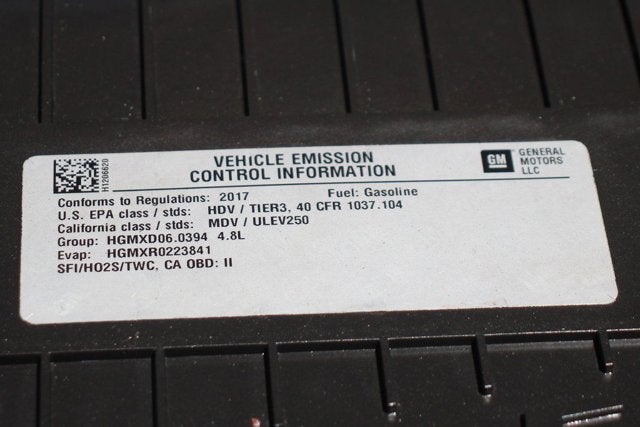 H1206620
VEHICLE EMISSION
CONTROL INFORMATION
GM GENERAL
MOTORS
LLC
Conforms to Regulations: 2017 Fuel: Gasoline
U.S. EPA class / stds: HDV / TIER3, 40 CFR 1037.104
California class / stds: MDV / ULEV250
Group: HGMXD06.0394 4.8L
Evap: HGMXR0223841
SFI/HO2S/TWC, CA OBD: II